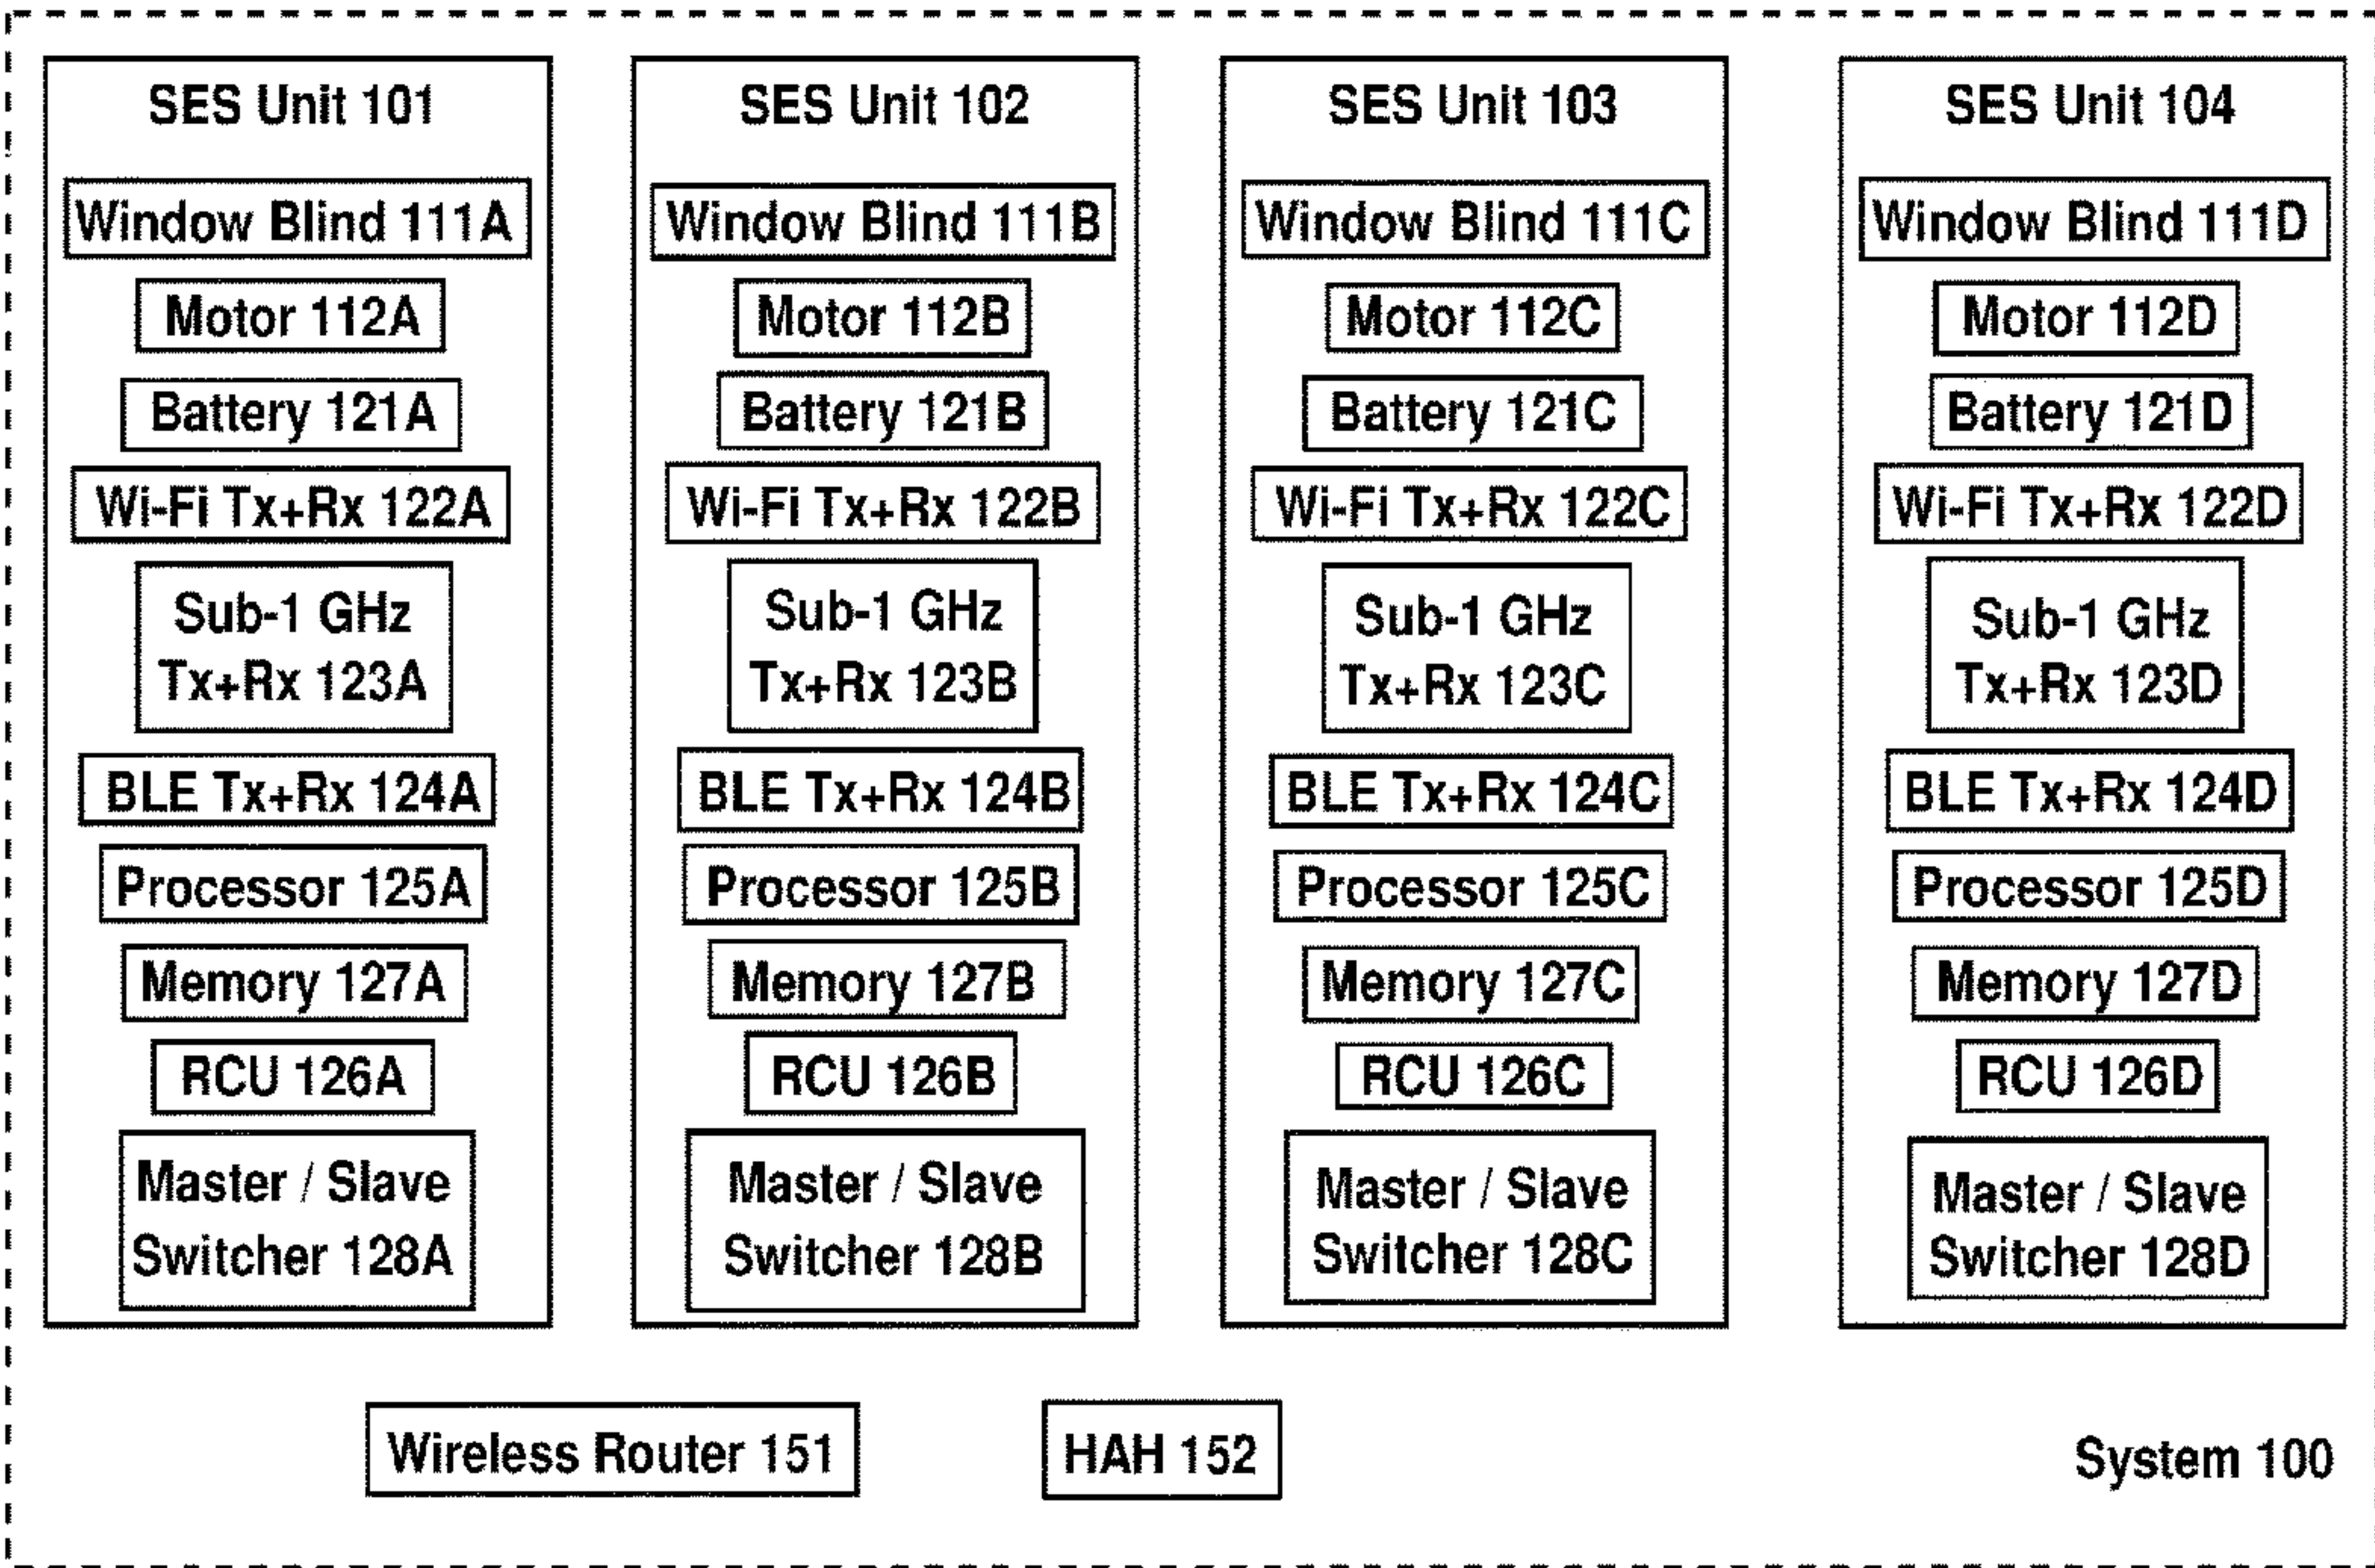 SES Unit 101
Window Blind 111A
Motor 112A
Battery 121A
Wi-Fi Tx+Rx 122A
Sub-1 GHz
Tx+Rx 123A
BLE Tx+Rx 124A
Processor 125A
Memory 127A
RCU 126A
Master / Slave
Switcher 128A
SES Unit 102
Window Blind 111B
Motor 112B
Battery 121B
Wi-Fi Tx+Rx 122B
Sub-1 GHz
Tx+Rx 123B
BLE Tx+Rx 124B
Processor 125B
Memory 127B
RCU 126B
Master / Slave
Switcher 128B
SES Unit 103
Window Blind 111C
Motor 112C
Battery 121C
Wi-Fi Tx+Rx 122C
Sub-1 GHz
Tx+Rx 123C
BLE Tx+Rx 124C
Processor 125C
Memory 127C
RCU 126C
Master / Slave
Switcher 128C
SES Unit 104
Window Blind 111D
Motor 112D
Battery 121D
Wi-Fi Tx+Rx 122D
Sub-1 GHz
Tx+Rx 123D
BLE Tx+Rx 124D
Processor 125D
Memory 127D
RCU 126D
Master / Slave
Switcher 128D
Wireless Router 151
HAH 152
System 100